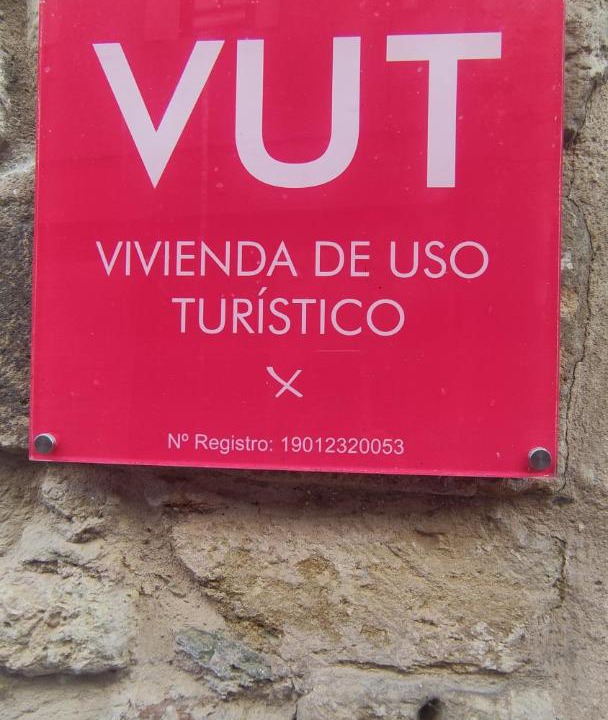 VUT
VIVIENDA DE USO
TURÍSTICO
Nº Registro: 19012320053